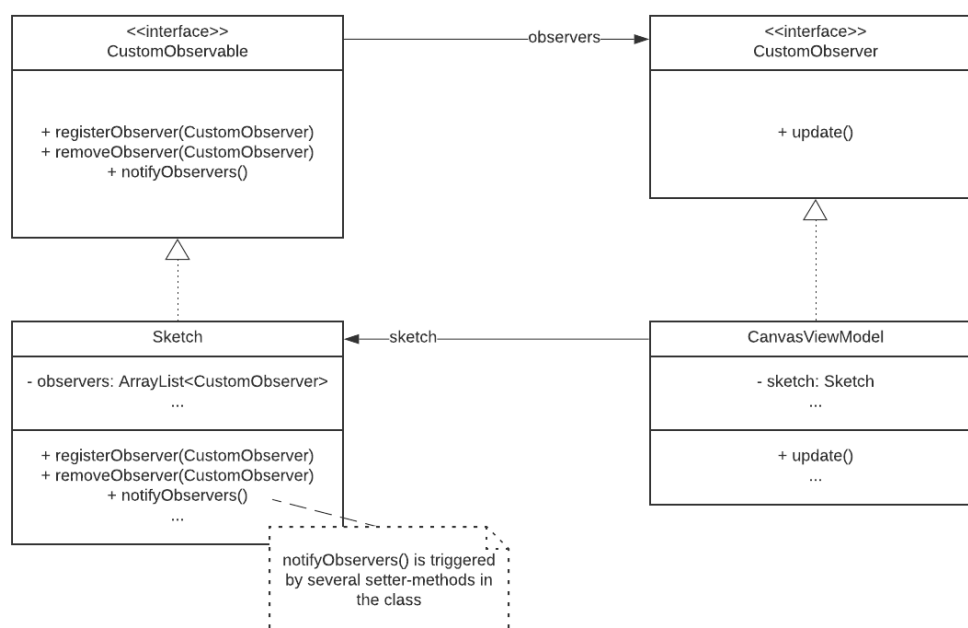 <<interface>>
CustomObservable
+ registerObserver(CustomObserver)
+ removeObserver(CustomObserver)
+ notifyObservers()
observers
<<interface>>
CustomObserver
+ update()
Sketch
- observers: ArrayList<CustomObserver>
...
+ registerObserver(CustomObserver)
+ removeObserver(CustomObserver)
+ notifyObservers()
...
sketch
CanvasViewModel
- sketch: Sketch
...
+ update()
...
notifyObservers() is triggered
by several setter-methods in
the class